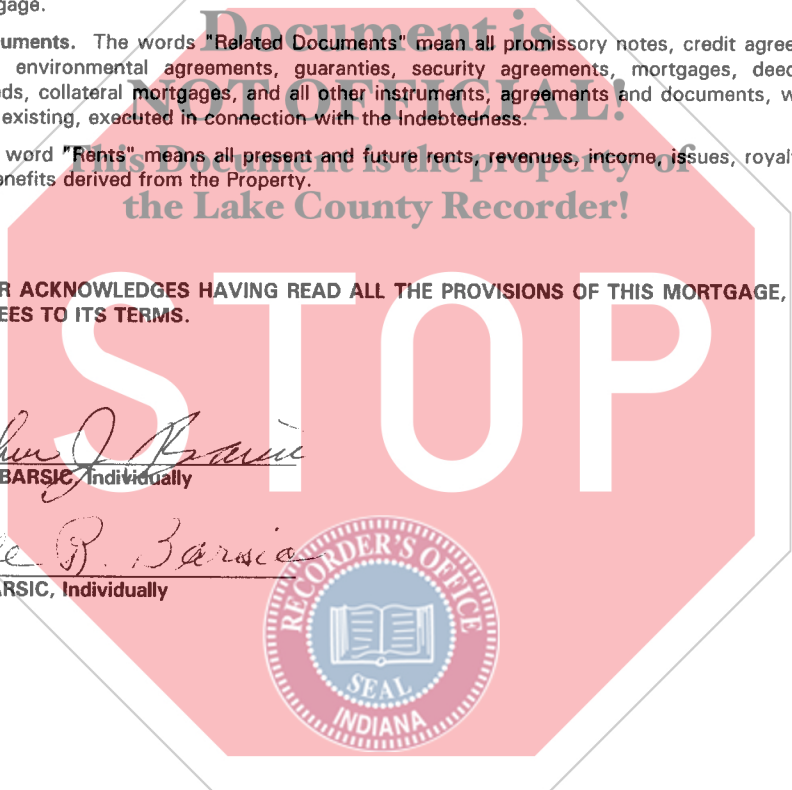 gage.
Document is
uments. The words "Related Documents" mean all promissory notes, credit agree
environmental agreements, guaranties, security agreements, mortgages, deed
ds, collateral mortgages, and all other instruments, agreements and documents, w
NOT OFFICIAL!
existing, executed in connection with the Indebtedness.
word "Rents" means all present and future rents, revenues, income, issues, royalt
This Document is the property of
enefits derived from the Property.
the Lake County Recorder!
R ACKNOWLEDGES HAVING READ ALL THE PROVISIONS OF THIS MORTGAGE,
EES TO ITS TERMS.
STOP
J. Barsic
BARSIC, Individually
e R. Barsic
ARSIC, Individually
RECORDER'S OFFICE
SEAL
INDIANA